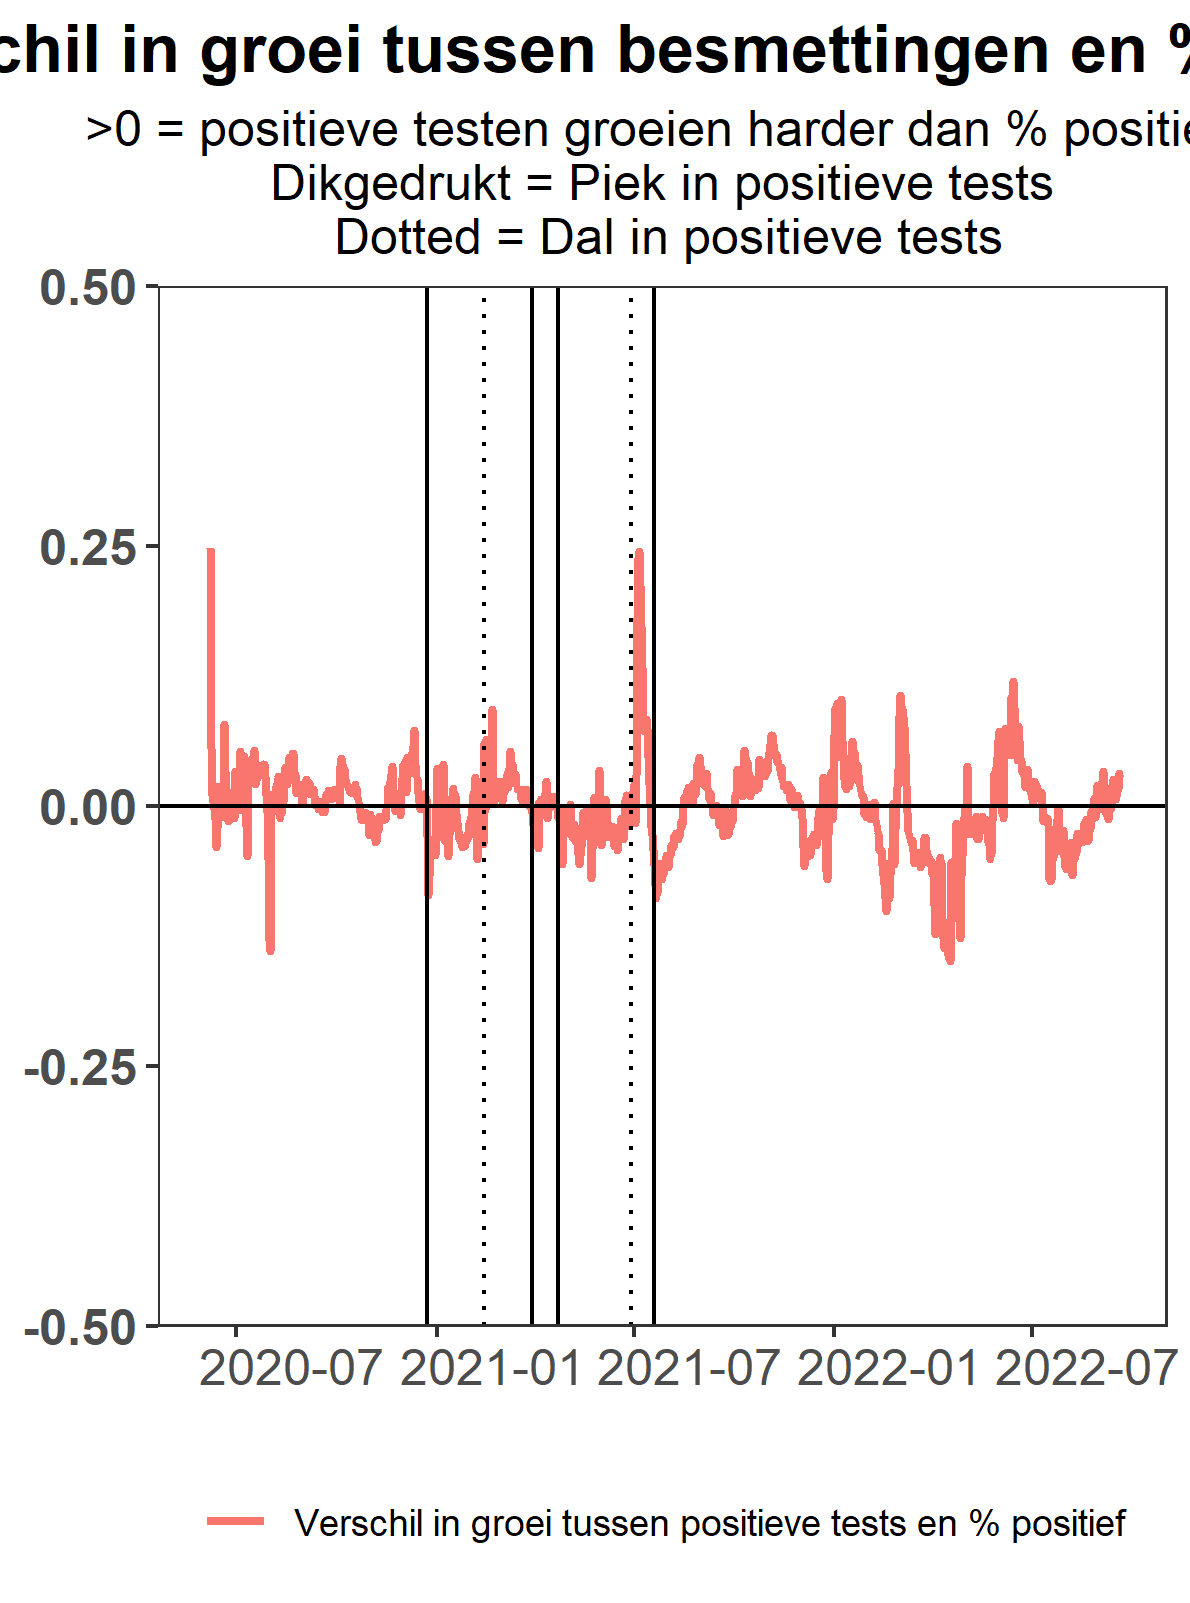 chil in groei tussen besmettingen en %
>0 = positieve testen groeien harder dan % positie
Dikgedrukt = Piek in positieve tests
Dotted = Dal in positieve tests
0.50
0.25
0.00
-0.25
-0.50
2020-07 2021-01 2021-07 2022-01 2022-07
Verschil in groei tussen positieve tests en % positief